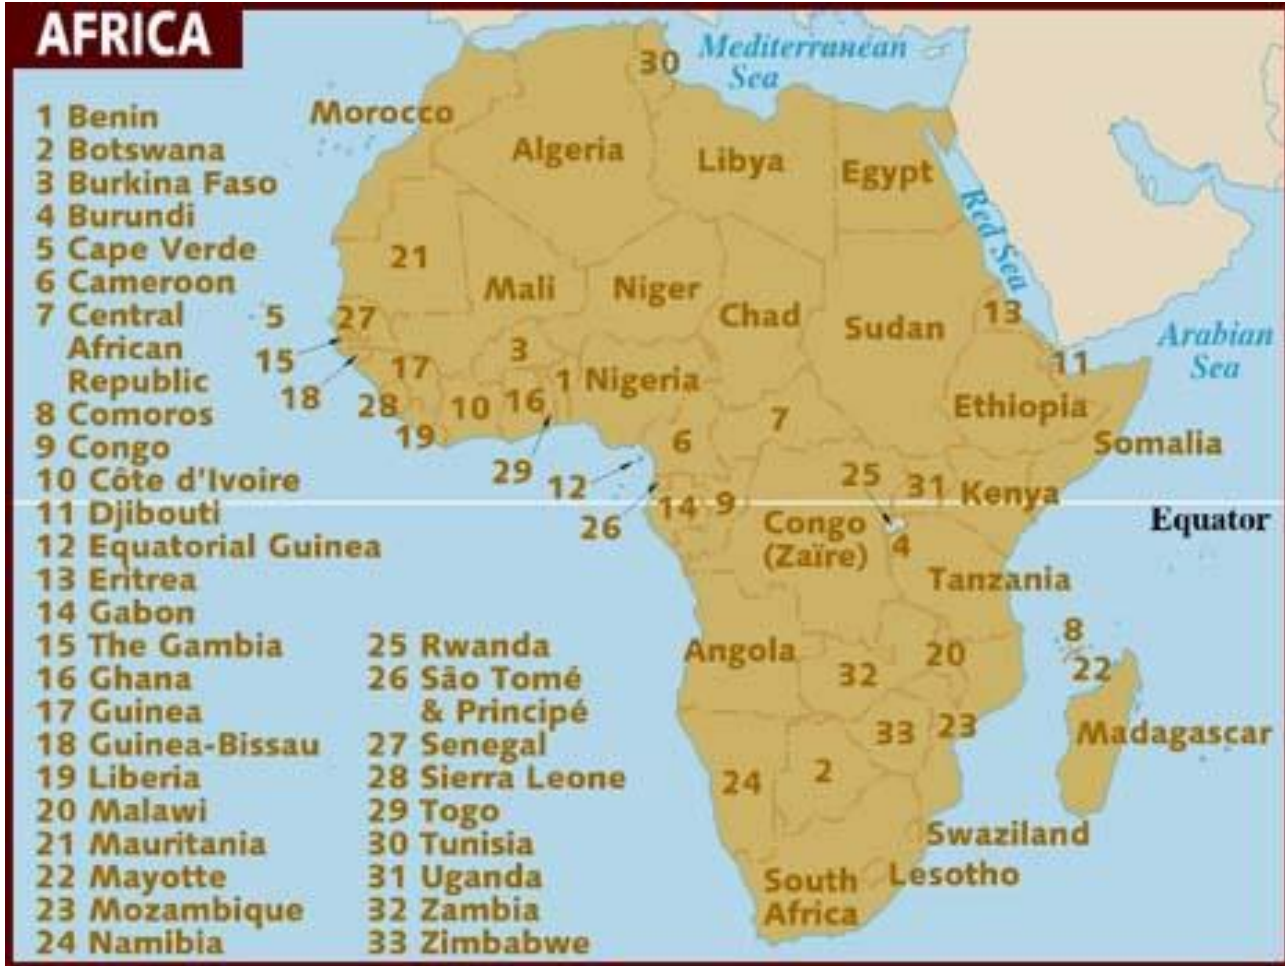 AFRICA
1 Benin
2 Botswana
3 Burkina Faso
4 Burundi
5 Cape Verde
6 Cameroon
7 Central
African
Republic
8 Comoros
9 Congo
10 Côte d'Ivoire
11 Djibouti
12 Equatorial Guinea
13 Eritrea
14 Gabon
15 The Gambia
16 Ghana
17 Guinea
18 Guinea-Bissau
19 Liberia
20 Malawi
21 Mauritania
22 Mayotte
23 Mozambique
24 Namibia
25 Rwanda
26 São Tomé
& Principé
27 Senegal
28 Sierra Leone
29 Togo
30 Tunisia
31 Uganda
32 Zambia
33 Zimbabwe
Mediterranean
Sea
30
Morocco
Algeria
Libya
Egypt
Red Sea
21
Mali
Niger
Chad
Sudan
13
Arabian
Sea
5
27
15
18
17
3
28
10
16
1
Nigeria
19
29
11
Ethiopia
Somalia
7
6
12
26
14
9
25
31
Kenya
Equator
Congo
(Zaïre)
4
Tanzania
Angola
20
8
22
32
33
23
Madagascar
24
2
Swaziland
Lesotho
South
Africa